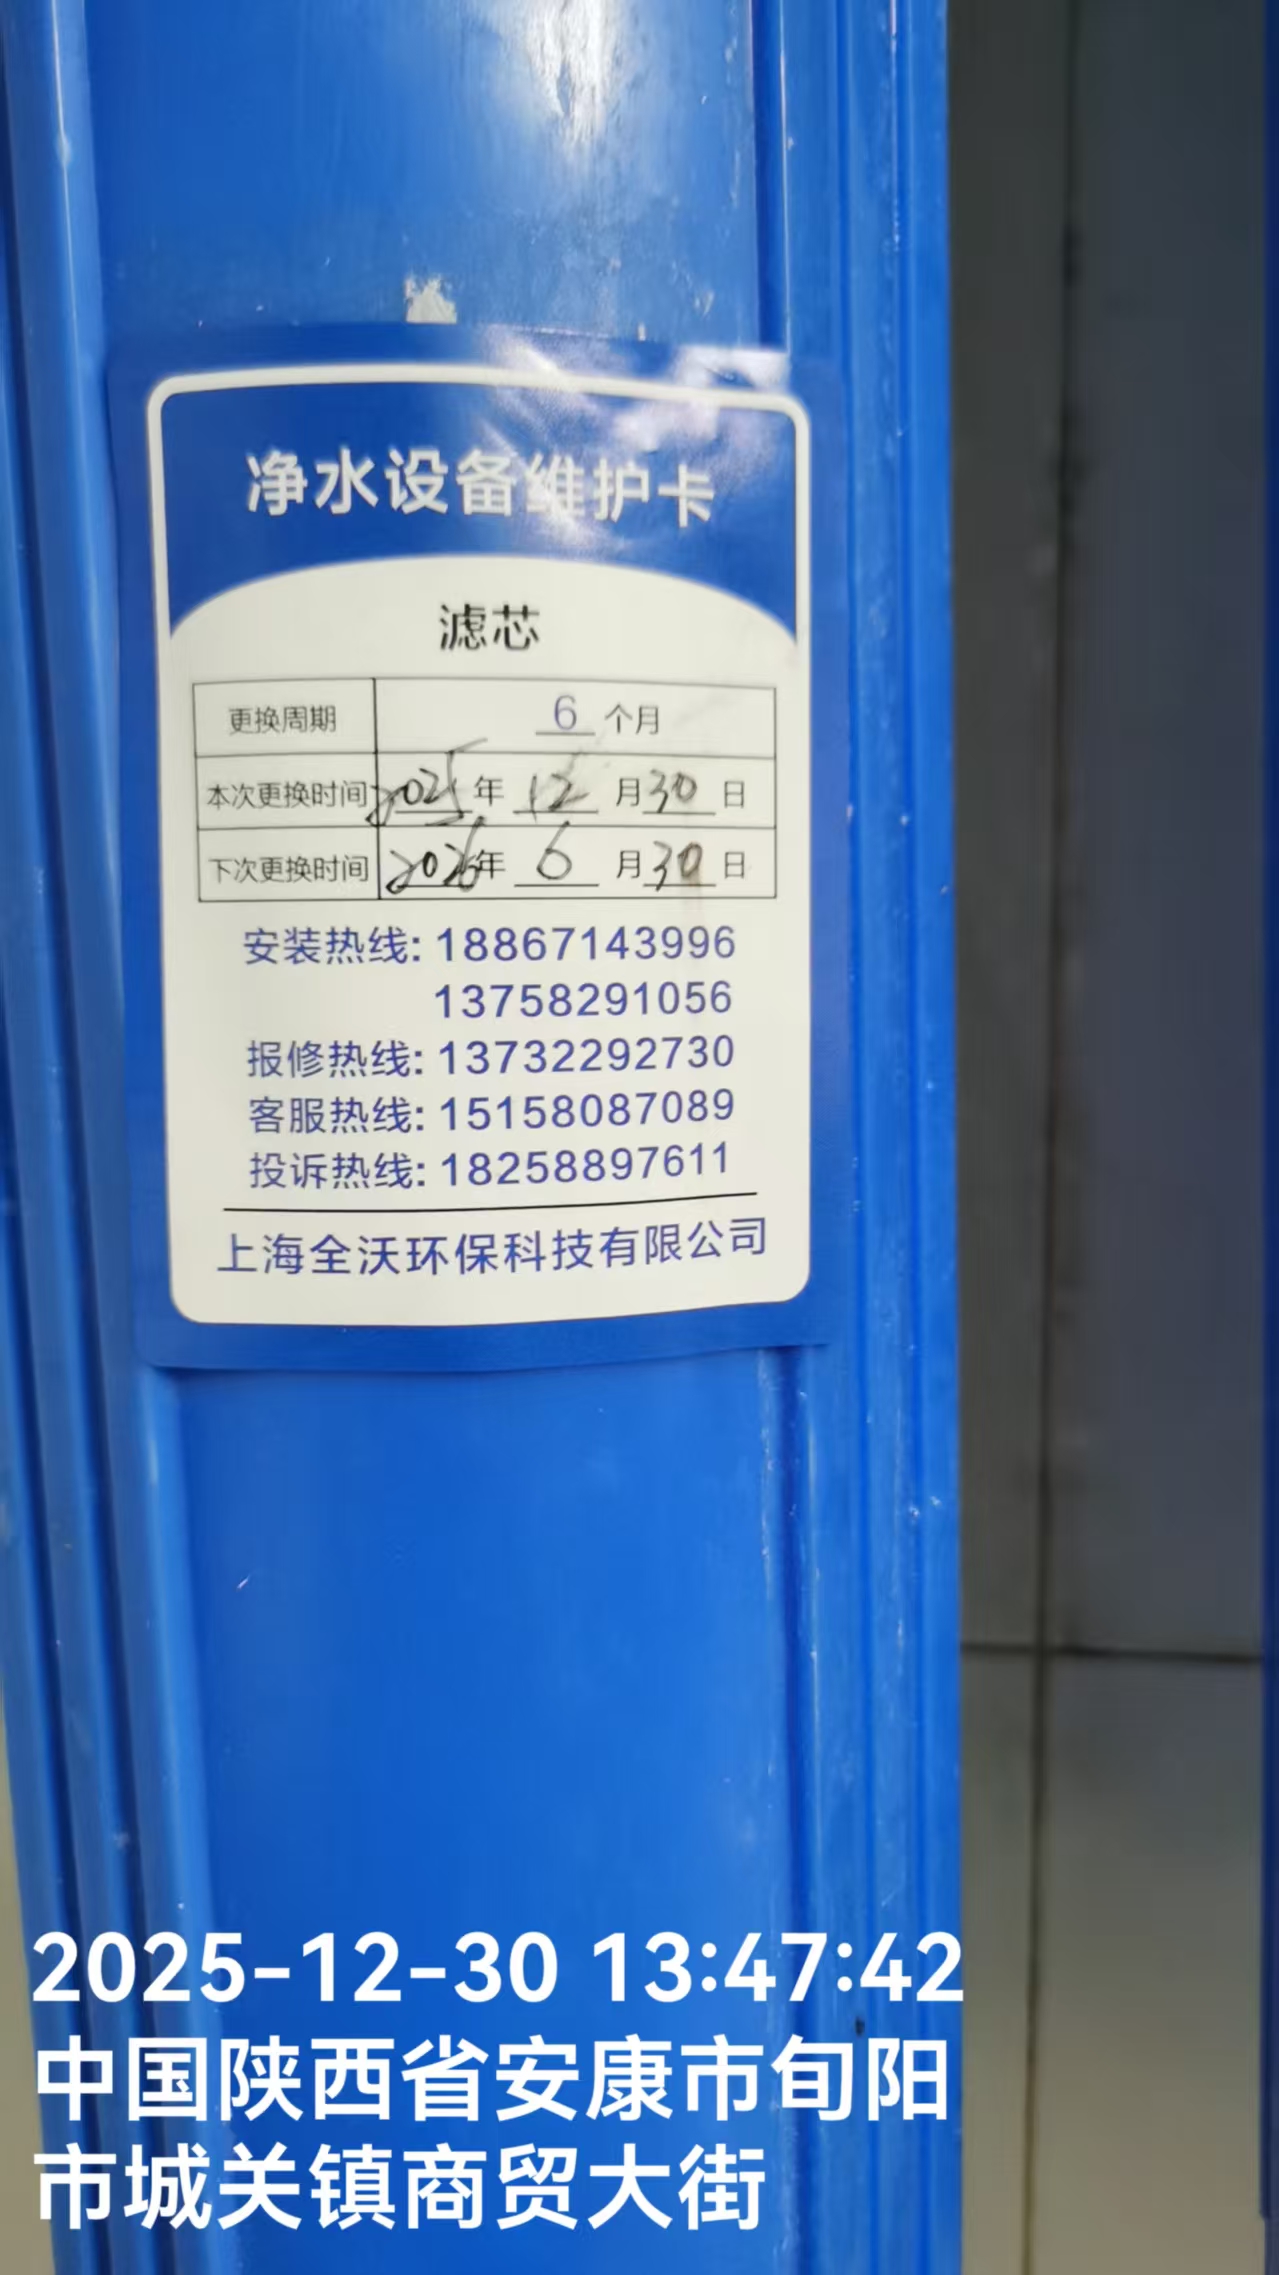 净水设备维护卡
滤芯
更换周期 6 个月
本次更换时间 2025 年 12 月 30 日
下次更换时间 2026 年 6 月 30 日
安装热线: 18867143996
13758291056
报修热线: 13732292730
客服热线: 15158087089
投诉热线: 18258897611
上海全沃环保科技有限公司
2025-12-30 13:47:42
中国陕西省安康市旬阳
市城关镇商贸大街